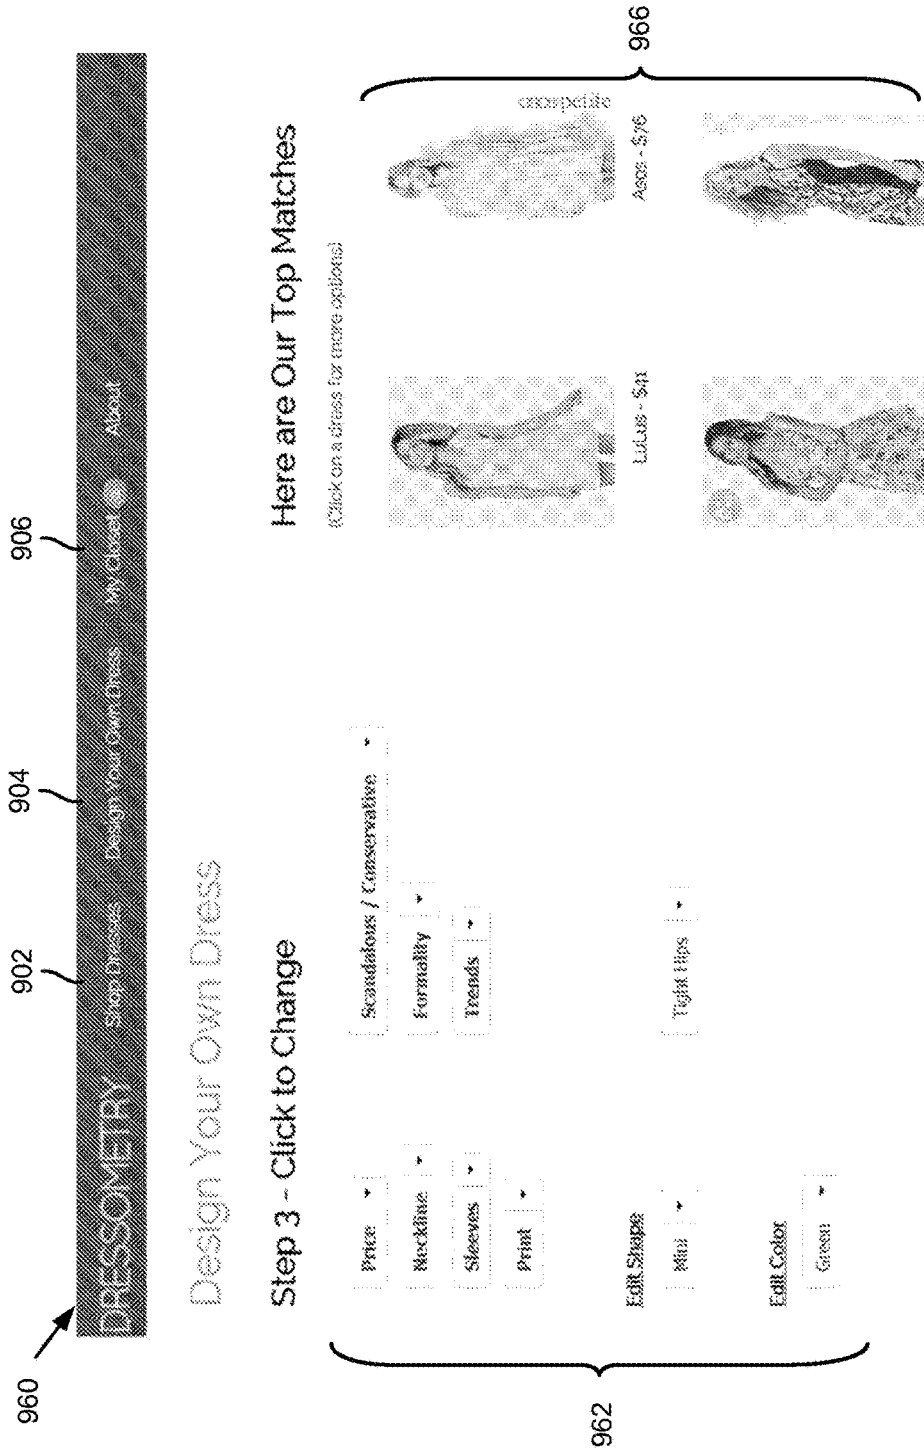 960
902
904
906
DRESSOMETRY Shop Dresses Design Your Own Dress My Closet About
Design Your Own Dress
Step 3 - Click to Change
Price
Neckline
Sleeves
Print
Scandalous / Conservative
Formality
Trends
Edit Shape
Mini
Tight Hips
Edit Color
Green
962
Here are Our Top Matches
(Click on a dress for more options)
LuLus - $41
Asos - $76
966